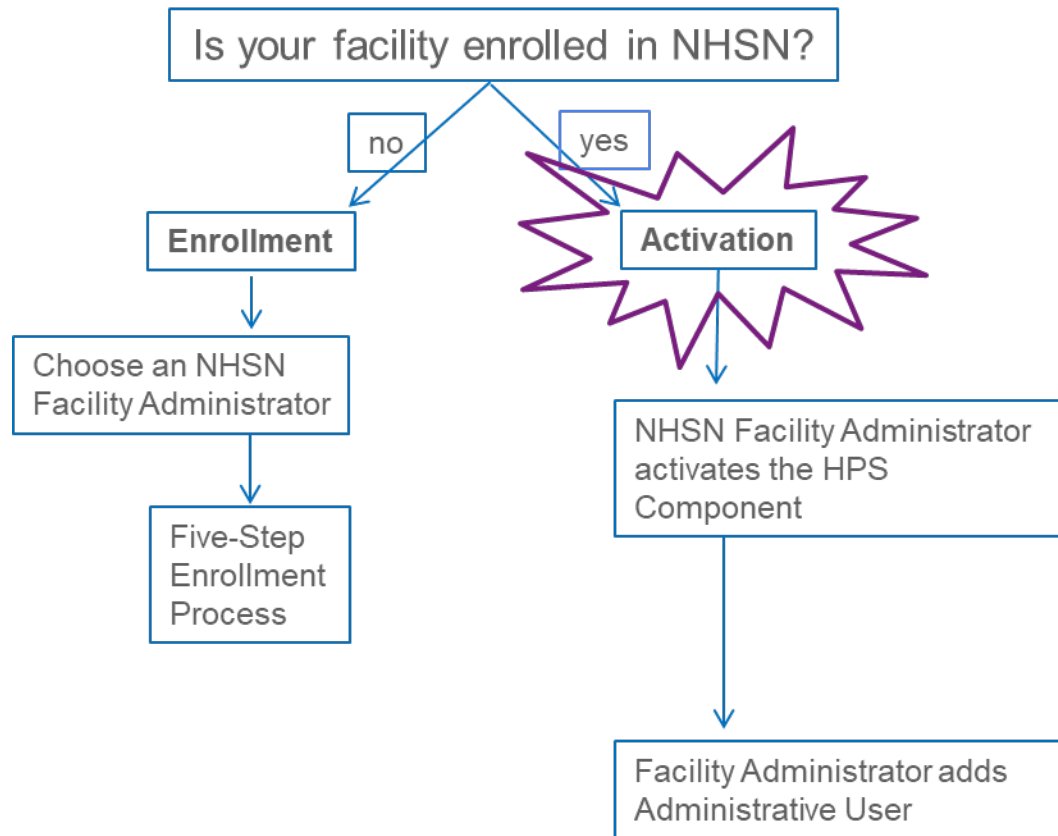 Is your facility enrolled in NHSN?
no
yes
Enrollment
Activation
Choose an NHSN
Facility Administrator
NHSN Facility Administrator
activates the HPS
Component
Five-Step
Enrollment
Process
Facility Administrator adds
Administrative User